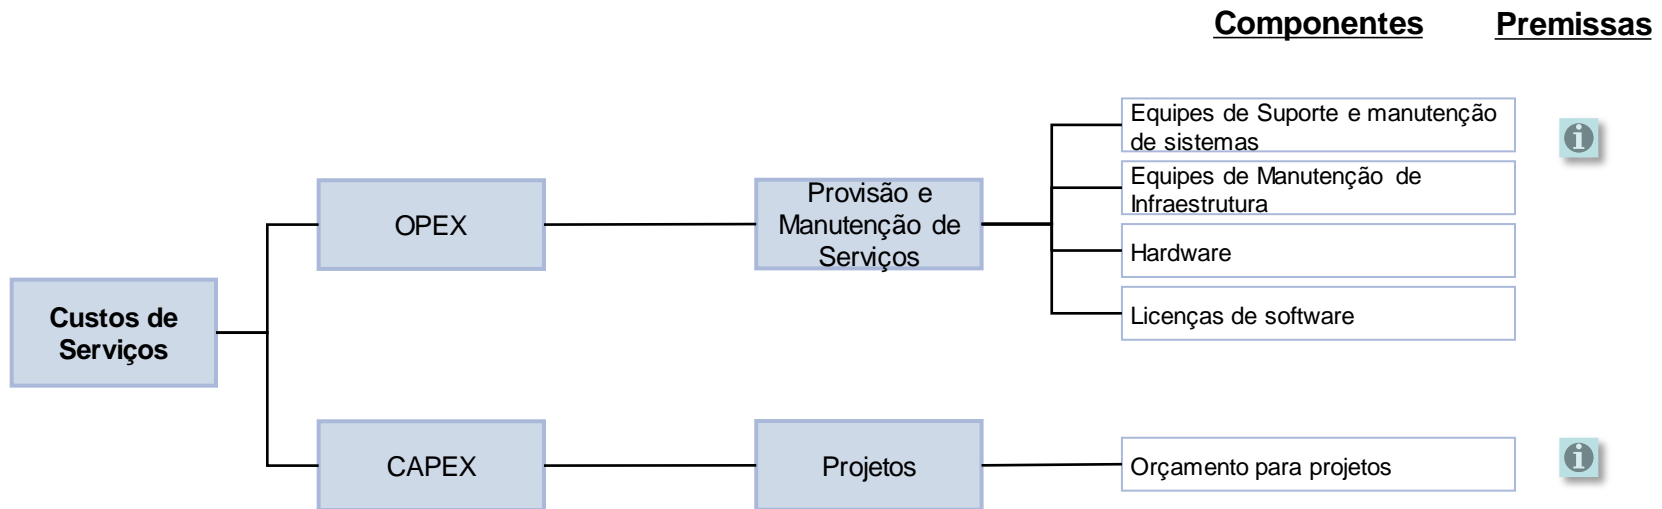 Componentes Premissas
Equipes de Suporte e manutenção
de sistemas
Equipes de Manutenção de
Infraestrutura
Hardware
Licenças de software
OPEX
Provisão e
Manutenção de
Serviços
Custos de
Serviços
CAPEX
Projetos
Orçamento para projetos